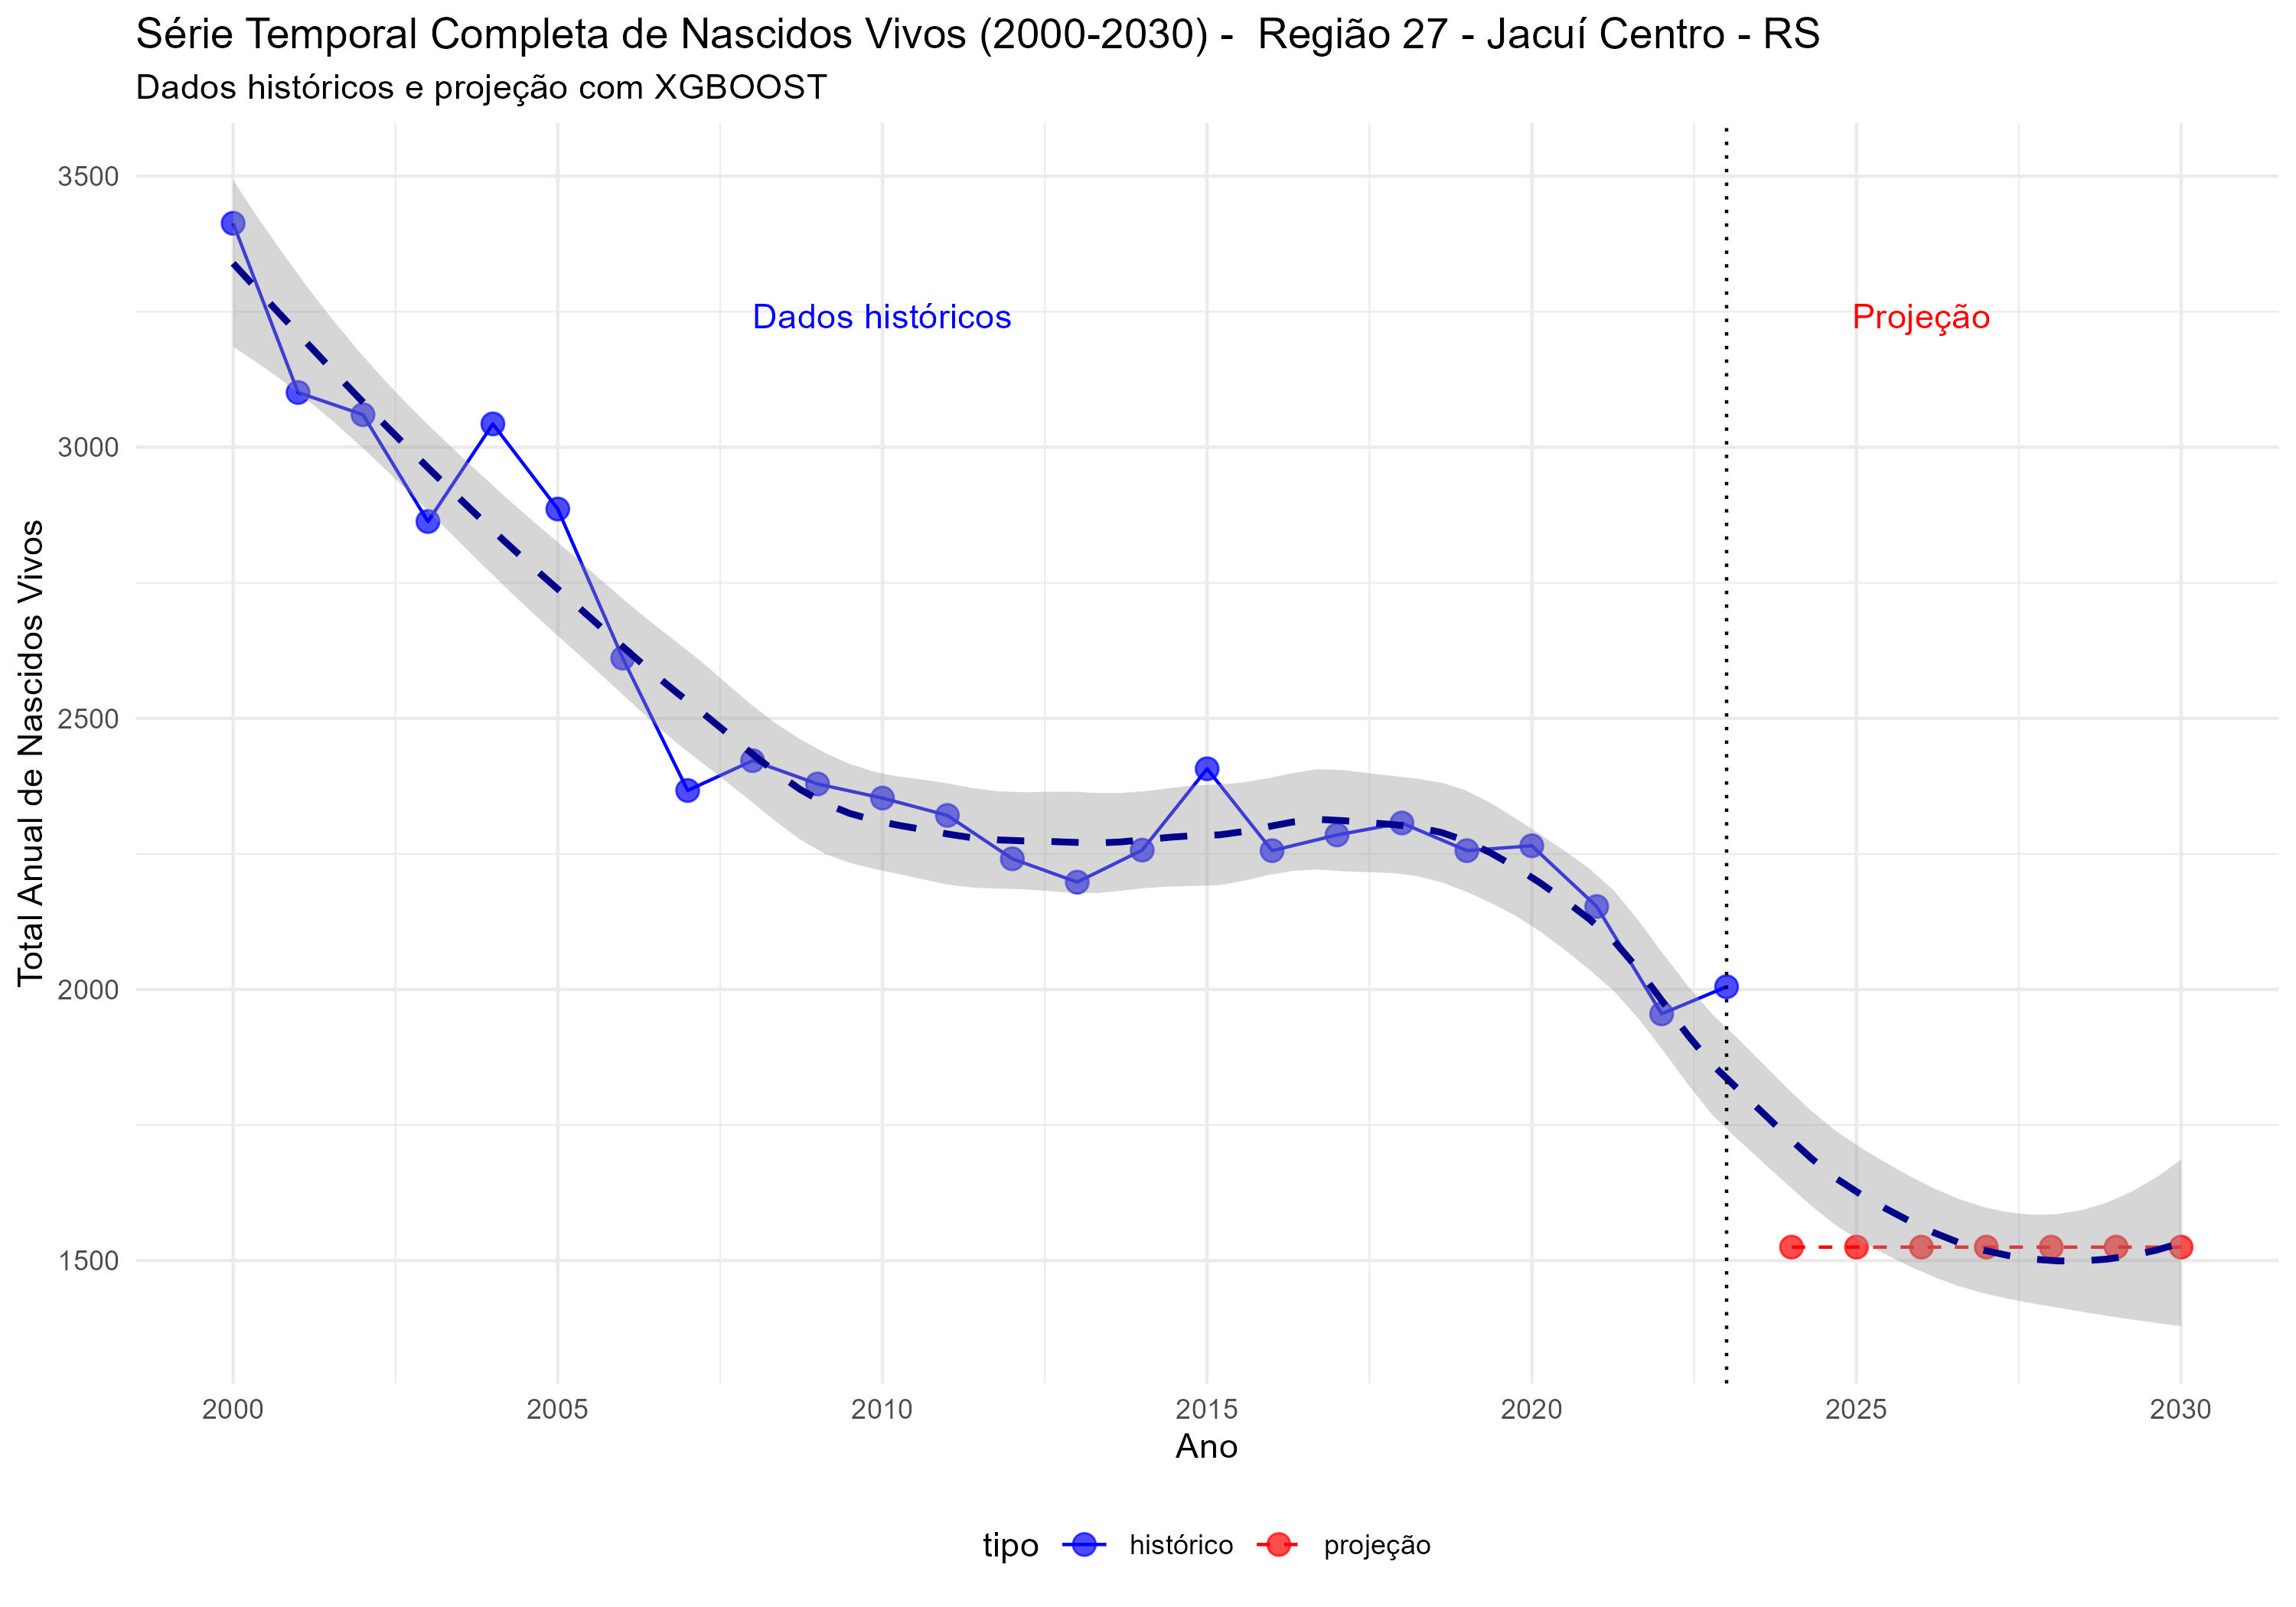 Série Temporal Completa de Nascidos Vivos (2000-2030) -  Região 27 - Jacuí Centro - RS
Dados históricos e projeção com XGBOOST
Total Anual de Nascidos Vivos
3500
3000
2500
2000
1500
Dados históricos
Projeção
2000 2005 2010 2015 2020 2025 2030
Ano
tipo histórico projeção